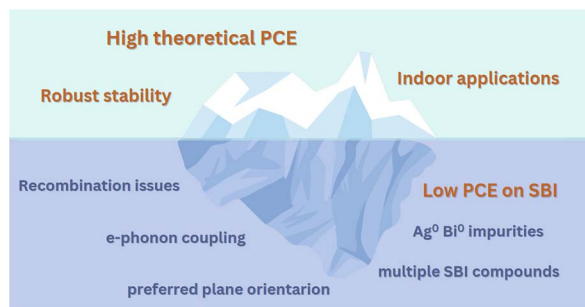 High theoretical PCE
Indoor applications
Robust stability
Recombination issues
Low PCE on SBI
Ag⁰ Bi⁰ impurities
e-phonon coupling
multiple SBI compounds
preferred plane orientarion